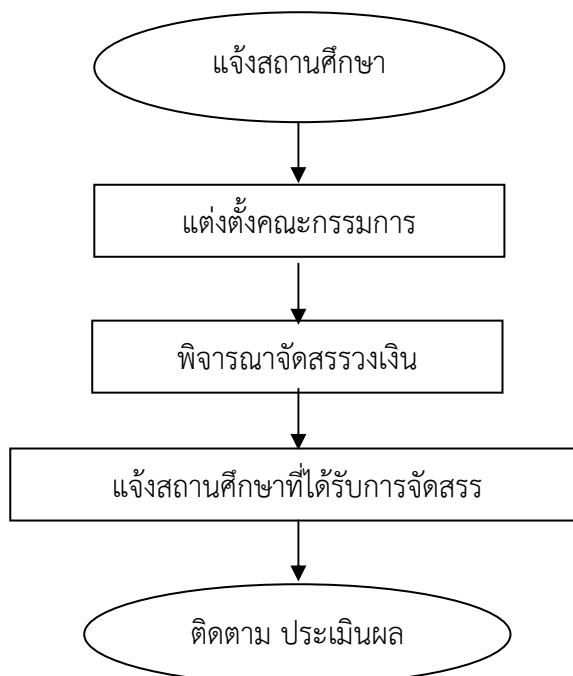 แจ้งสถานศึกษา
แต่งตั้งคณะกรรมการ
พิจารณาจัดสรรวงเงิน
แจ้งสถานศึกษาที่ได้รับการจัดสรร
ติดตาม ประเมินผล